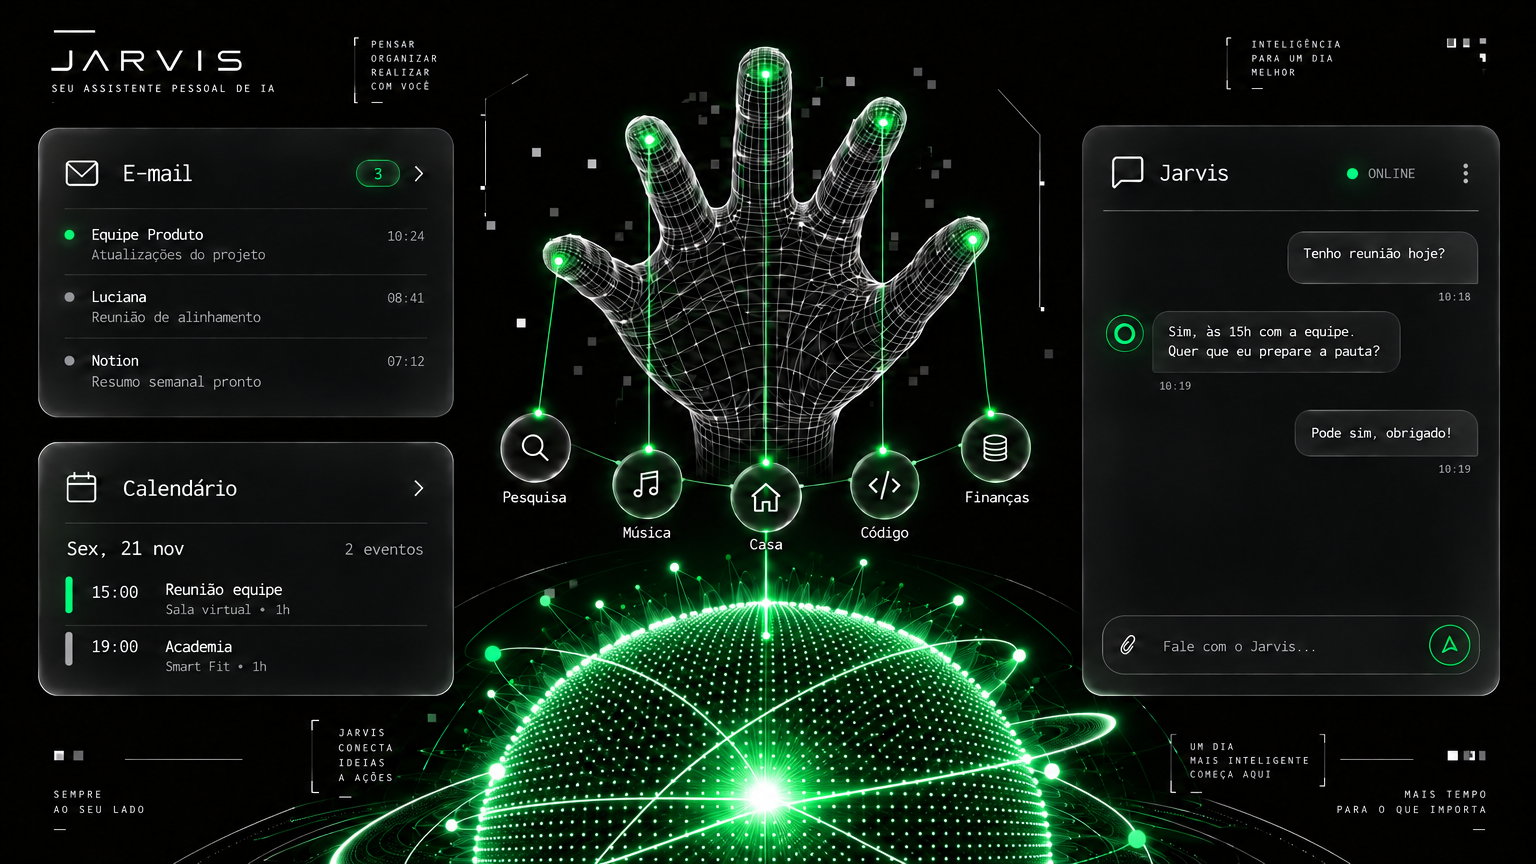 JARVIS
SEU ASSISTENTE PESSOAL DE IA
PENSAR
ORGANIZAR
REALIZAR
COM VOCÊ
INTELIGÊNCIA
PARA UM DIA
MELHOR
E-mail
3
Equipe Produto
10:24
Atualizações do projeto
Luciana
08:41
Reunião de alinhamento
Notion
07:12
Resumo semanal pronto
Calendário
Sex, 21 nov
2 eventos
15:00
Reunião equipe
Sala virtual • 1h
19:00
Academia
Smart Fit • 1h
Pesquisa
Música
Casa
Código
Finanças
Jarvis
ONLINE
Tenho reunião hoje?
10:18
Sim, às 15h com a equipe.
Quer que eu prepare a pauta?
10:19
Pode sim, obrigado!
10:19
Fale com o Jarvis...
SEMPRE
AO SEU LADO
JARVIS
CONECTA
IDEIAS
A AÇÕES
UM DIA
MAIS INTELIGENTE
COMEÇA AQUI
MAIS TEMPO
PARA O QUE IMPORTA